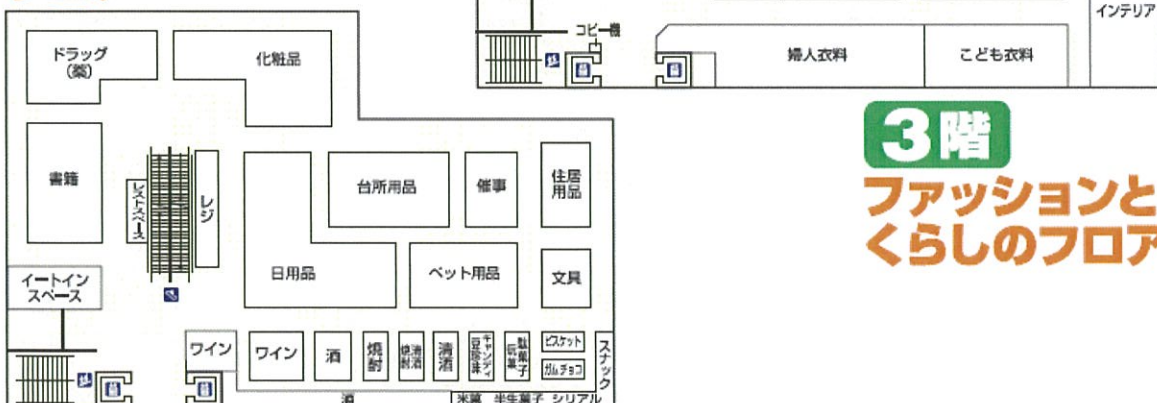 インテリア
コピー機
婦人衣料
こども衣料
3階
ファッションと
くらしのフロア
ドラッグ
(薬)
化粧品
書籍
レストスペース
レジ
台所用品
催事
住居
用品
日用品
ペット用品
文具
イートイン
スペース
ワイン
ワイン
酒
焼酎
焼酎
清酒
清酒
キャンディ
豆珍味
駄菓子
玩菓
ビスケット
ガムチョコ
スナック
酒
米菓
半生菓子
シリアル